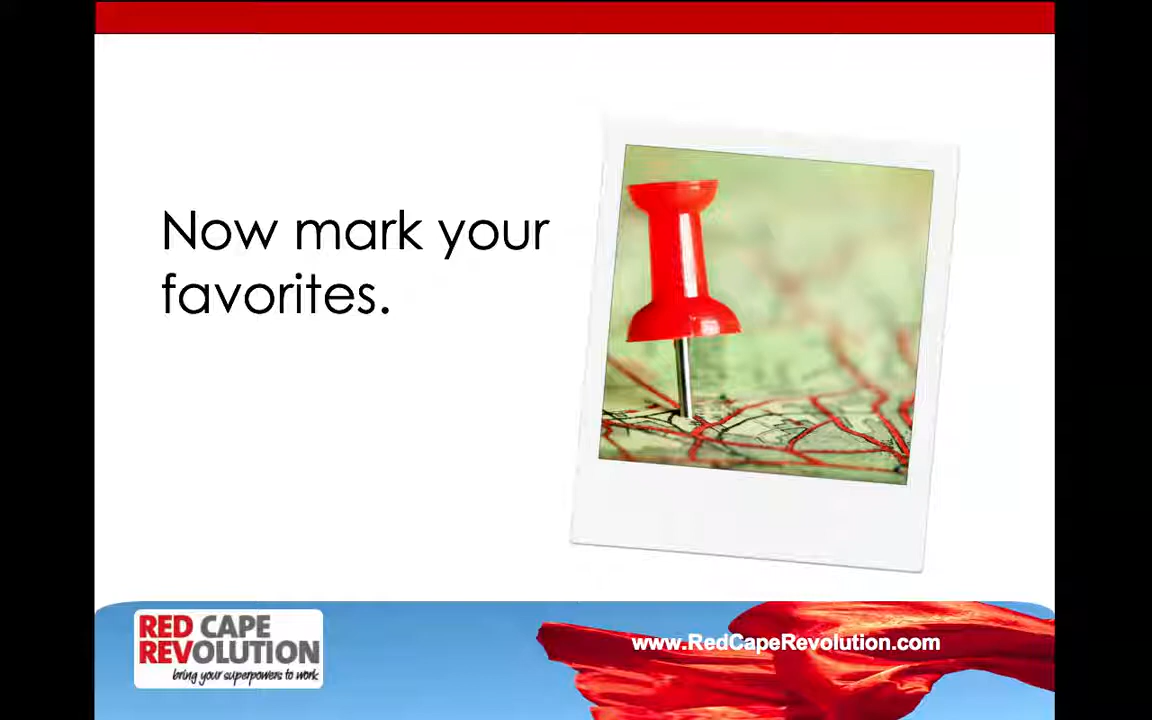 Now mark your
favorites.
RED CAPE
REVOLUTION
bring your superpowers to work
www.RedCapeRevolution.com